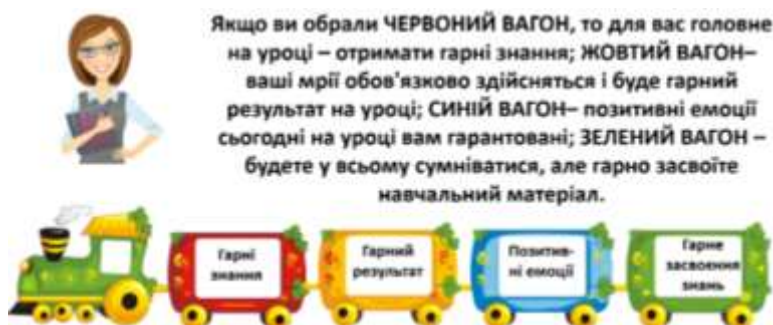 Якщо ви обрали ЧЕРВОНИЙ ВАГОН, то для вас головне
на уроці – отримати гарні знання; ЖОВТИЙ ВАГОН–
ваші мрії обов'язково здійсняться і буде гарний
результат на уроці; СИНІЙ ВАГОН– позитивні емоції
сьогодні на уроці вам гарантовані; ЗЕЛЕНИЙ ВАГОН –
будете у всьому сумніватися, але гарно засвоїте
навчальний матеріал.
Гарні
знання
Гарний
результат
Позитив-
ні емоції
Гарне
засвоєння
знань